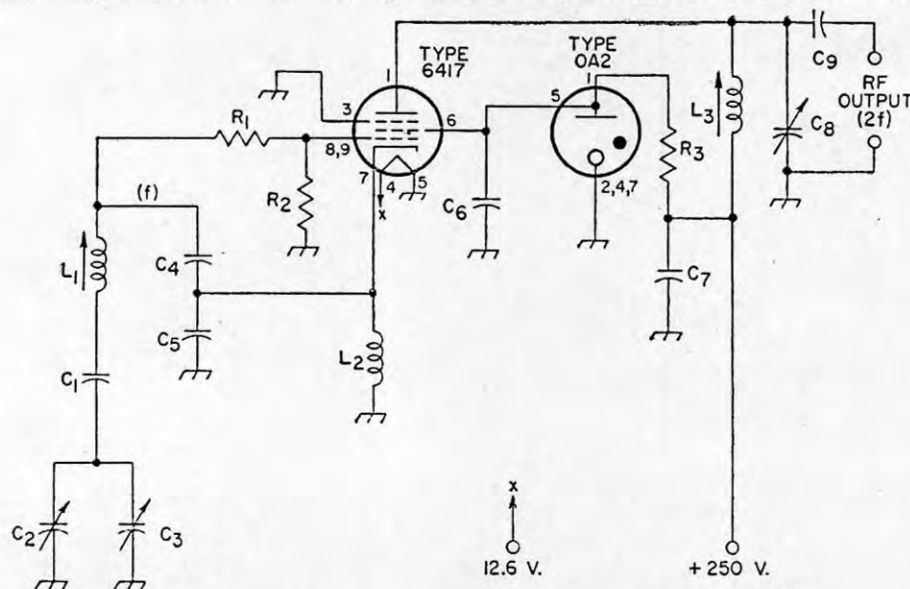 TYPE
6417
TYPE
OA2
1
1
3
8,9
6
5
7
4
5
2,4,7
R1
R2
R3
(f)
L1
L2
L3
C1
C2
C3
C4
C5
C6
C7
C8
C9
RF
OUTPUT
(2f)
x
x
12.6 V.
+250 V.